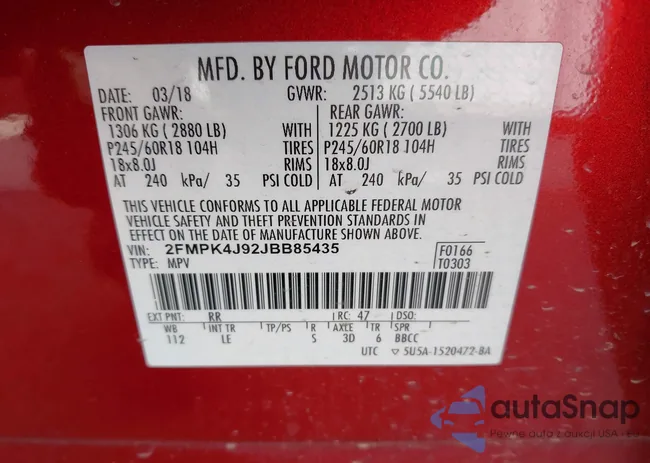 MFD. BY FORD MOTOR CO.
DATE: 03/18 GVWR: 2513 KG ( 5540 LB)
FRONT GAWR: REAR GAWR:
1306 KG ( 2880 LB) WITH 1225 KG ( 2700 LB) WITH
P245/60R18 104H TIRES P245/60R18 104H TIRES
18x8.0J RIMS 18x8.0J RIMS
AT 240 kPa/ 35 PSI COLD AT 240 kPa/ 35 PSI COLD
THIS VEHICLE CONFORMS TO ALL APPLICABLE FEDERAL MOTOR
VEHICLE SAFETY AND THEFT PREVENTION STANDARDS IN
EFFECT ON THE DATE OF MANUFACTURE SHOWN ABOVE.
VIN: 2FMPK4J92JBB85435 F0166
TYPE: MPV T0303
EXT PNT: RR RC: 47 DSO:
WB INT TR TP/PS R AXLE TR SPR
112 LE S 3D 6 BBCC
UTC ▽ 5U5A-1520472-BA
autaSnap
Pewne auta z aukcji USA - EU